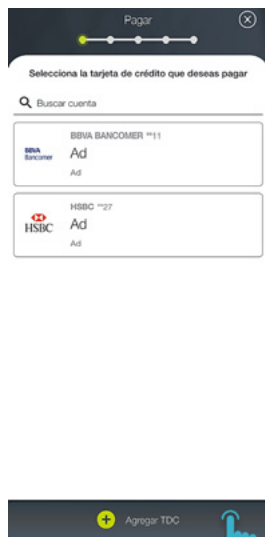 Pagar
Selecciona la tarjeta de crédito que deseas pagar
Buscar cuenta
BBVA BANCOMER **11
BBVA
Bancomer
Ad
Ad
HSBC **27
HSBC
Ad
Ad
Agregar TDC